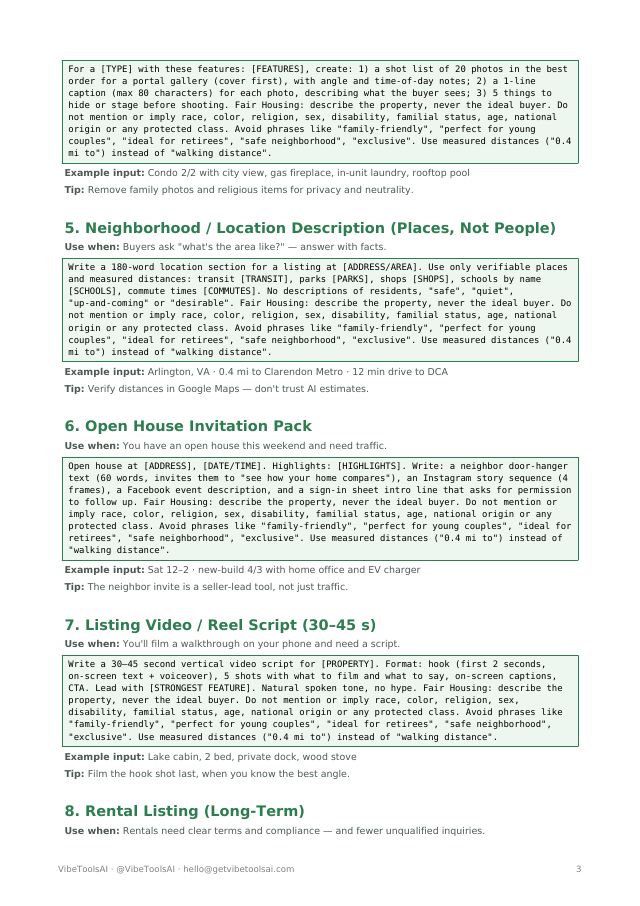 For a [TYPE] with these features: [FEATURES], create: 1) a shot list of 20 photos in the best
order for a portal gallery (cover first), with angle and time-of-day notes; 2) a 1-line
caption (max 80 characters) for each photo, describing what the buyer sees; 3) 5 things to
hide or stage before shooting. Fair Housing: describe the property, never the ideal buyer. Do
not mention or imply race, color, religion, sex, disability, familial status, age, national
origin or any protected class. Avoid phrases like "family-friendly", "perfect for young
couples", "ideal for retirees", "safe neighborhood", "exclusive". Use measured distances ("0.4
mi to") instead of "walking distance".
Example input: Condo 2/2 with city view, gas fireplace, in-unit laundry, rooftop pool
Tip: Remove family photos and religious items for privacy and neutrality.
5. Neighborhood / Location Description (Places, Not People)
Use when: Buyers ask "what's the area like?" — answer with facts.
Write a 180-word location section for a listing at [ADDRESS/AREA]. Use only verifiable places
and measured distances: transit [TRANSIT], parks [PARKS], shops [SHOPS], schools by name
[SCHOOLS], commute times [COMMUTES]. No descriptions of residents, "safe", "quiet",
"up-and-coming" or "desirable". Fair Housing: describe the property, never the ideal buyer. Do
not mention or imply race, color, religion, sex, disability, familial status, age, national
origin or any protected class. Avoid phrases like "family-friendly", "perfect for young
couples", "ideal for retirees", "safe neighborhood", "exclusive". Use measured distances ("0.4
mi to") instead of "walking distance".
Example input: Arlington, VA · 0.4 mi to Clarendon Metro · 12 min drive to DCA
Tip: Verify distances in Google Maps — don't trust AI estimates.
6. Open House Invitation Pack
Use when: You have an open house this weekend and need traffic.
Open house at [ADDRESS], [DATE/TIME]. Highlights: [HIGHLIGHTS]. Write: a neighbor door-hanger
text (60 words, invites them to "see how your home compares"), an Instagram story sequence (4
frames), a Facebook event description, and a sign-in sheet intro line that asks for permission
to follow up. Fair Housing: describe the property, never the ideal buyer. Do not mention or
imply race, color, religion, sex, disability, familial status, age, national origin or any
protected class. Avoid phrases like "family-friendly", "perfect for young couples", "ideal for
retirees", "safe neighborhood", "exclusive". Use measured distances ("0.4 mi to") instead of
"walking distance".
Example input: Sat 12–2 · new-build 4/3 with home office and EV charger
Tip: The neighbor invite is a seller-lead tool, not just traffic.
7. Listing Video / Reel Script (30–45 s)
Use when: You'll film a walkthrough on your phone and need a script.
Write a 30–45 second vertical video script for [PROPERTY]. Format: hook (first 2 seconds,
on-screen text + voiceover), 5 shots with what to film and what to say, on-screen captions,
CTA. Lead with [STRONGEST FEATURE]. Natural spoken tone, no hype. Fair Housing: describe the
property, never the ideal buyer. Do not mention or imply race, color, religion, sex,
disability, familial status, age, national origin or any protected class. Avoid phrases like
"family-friendly", "perfect for young couples", "ideal for retirees", "safe neighborhood",
"exclusive". Use measured distances ("0.4 mi to") instead of "walking distance".
Example input: Lake cabin, 2 bed, private dock, wood stove
Tip: Film the hook shot last, when you know the best angle.
8. Rental Listing (Long-Term)
Use when: Rentals need clear terms and compliance — and fewer unqualified inquiries.
VibeToolsAI · @VibeToolsAI · hello@getvibetoolsai.com 3